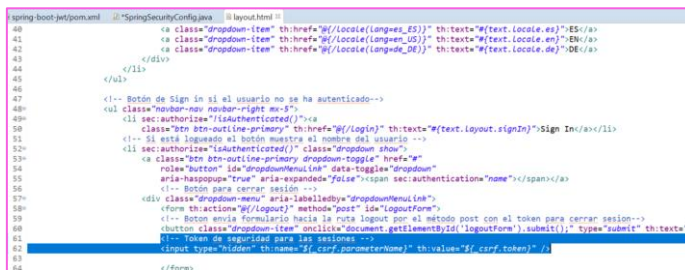 spring-boot-jwt/pom.xml *SpringSecurityConfig.java layout.html
40 <a class="dropdown-item" th:href="@{/Locale(lang=es_ES)}" th:text="#{text.Locale.es}">ES</a>
41 <a class="dropdown-item" th:href="@{/Locale(lang=en_US)}" th:text="#{text.Locale.en}">EN</a>
42 <a class="dropdown-item" th:href="@{/Locale(lang=de_DE)}" th:text="#{text.Locale.de}">DE</a>
43 </div>
44 </li>
45 </ul>
46
47 <!-- Botón de Sign in si el usuario no se ha autenticado-->
48 <ul class="navbar-nav navbar-right mx-5">
49 <li sec:authorize="!isAuthenticated()"><a
50 class="btn btn-outline-primary" th:href="@{/Login}" th:text="#{text.Layout.signIn}">Sign In</a></li>
51 <!-- Si está logueado el botón muestra el nombre del usuario -->
52 <li sec:authorize="isAuthenticated()" class="dropdown show">
53 <a class="btn btn-outline-primary dropdown-toggle" href="#"
54 role="button" id="dropdownMenuLink" data-toggle="dropdown"
55 aria-haspopup="true" aria-expanded="false"><span sec:authentication="name"></span></a>
56 <!-- Botón para cerrar sesión -->
57 <div class="dropdown-menu" aria-labelledby="dropdownMenuLink">
58 <form th:action="@{/Logout}" method="post" id="LogoutForm">
59 <!-- Boton envia formulario hacia la ruta logout por el método post con el token para cerrar sesion-->
60 <button class="dropdown-item" onclick="document.getElementById('logoutForm').submit();" type="submit" th:text="
61 <!-- Token de seguridad para las sesiones -->
62 <input type="hidden" th:name="${_csrf.parameterName}" th:value="${_csrf.token}" />
63
64 </form>